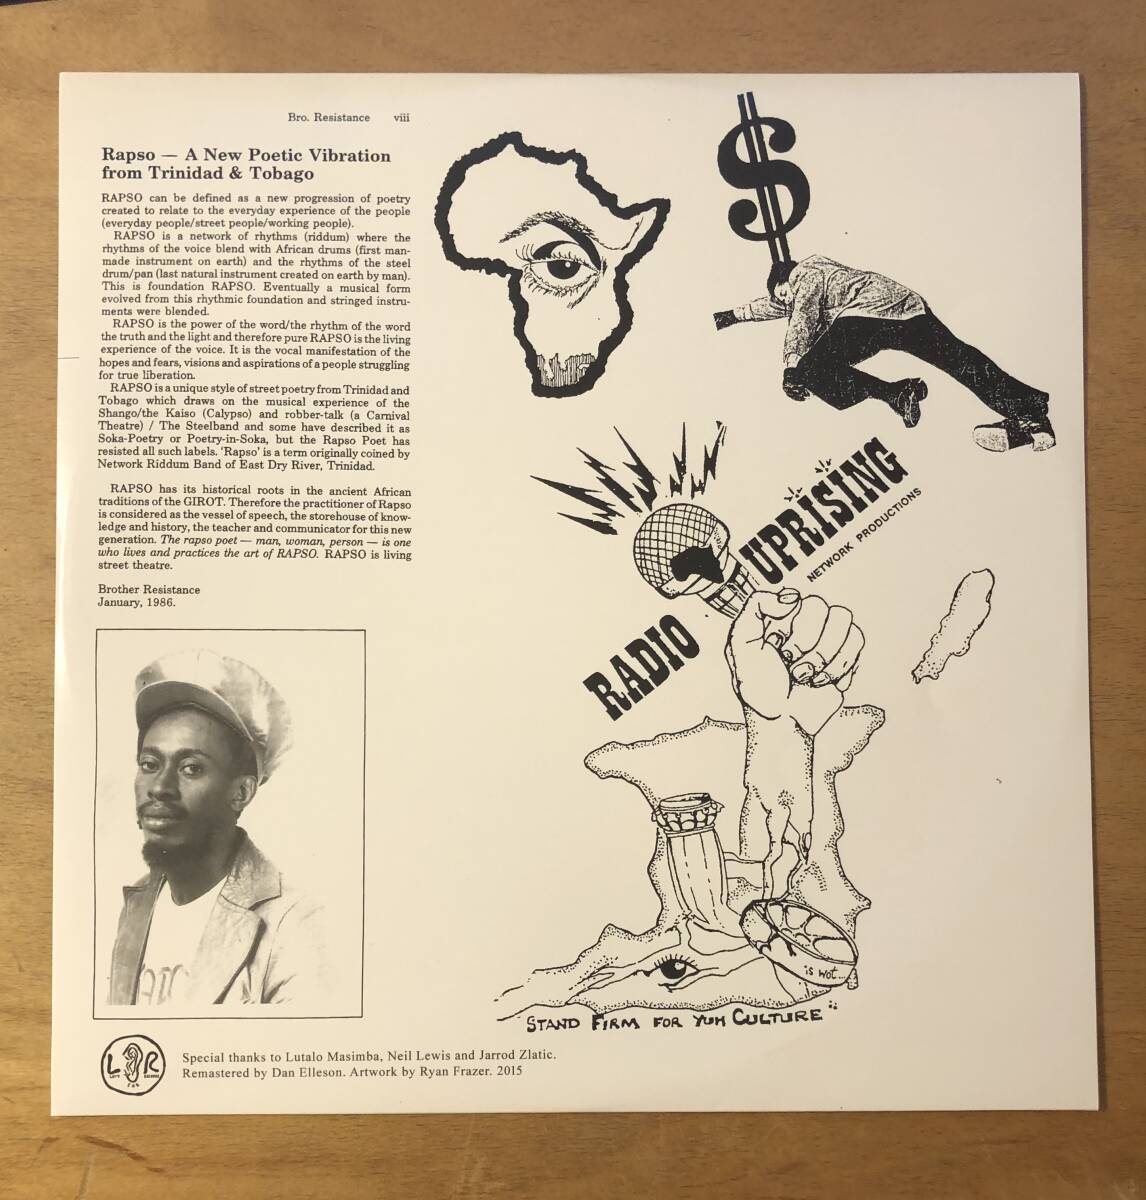 Bro. Resistance viii
Rapso — A New Poetic Vibration
from Trinidad & Tobago
RAPSO can be defined as a new progression of poetry
created to relate to the everyday experience of the people
(everyday people/street people/working people).
RAPSO is a network of rhythms (riddum) where the
rhythms of the voice blend with African drums (first man-
made instrument on earth) and the rhythms of the steel
drum/pan (last natural instrument created on earth by man).
This is foundation RAPSO. Eventually a musical form
evolved from this rhythmic foundation and stringed instru-
ments were blended.
RAPSO is the power of the word/the rhythm of the word
the truth and the light and therefore pure RAPSO is the living
experience of the voice. It is the vocal manifestation of the
hopes and fears, visions and aspirations of a people struggling
for true liberation.
RAPSO is a unique style of street poetry from Trinidad and
Tobago which draws on the musical experience of the
Shango/the Kaiso (Calypso) and robber-talk (a Carnival
Theatre) / The Steelband and some have described it as
Soka-Poetry or Poetry-in-Soka, but the Rapso Poet has
resisted all such labels. 'Rapso' is a term originally coined by
Network Riddum Band of East Dry River, Trinidad.
RAPSO has its historical roots in the ancient African
traditions of the GIROT. Therefore the practitioner of Rapso
is considered as the vessel of speech, the storehouse of know-
ledge and history, the teacher and communicator for this new
generation. The rapso poet — man, woman, person — is one
who lives and practices the art of RAPSO. RAPSO is living
street theatre.
Brother Resistance
January, 1986.
$
RADIO UPRISING
NETWORK PRODUCTIONS
is wot...
STAND FIRM FOR YUH CULTURE
L R
Special thanks to Lutalo Masimba, Neil Lewis and Jarrod Zlatic.
Remastered by Dan Elleson. Artwork by Ryan Frazer. 2015